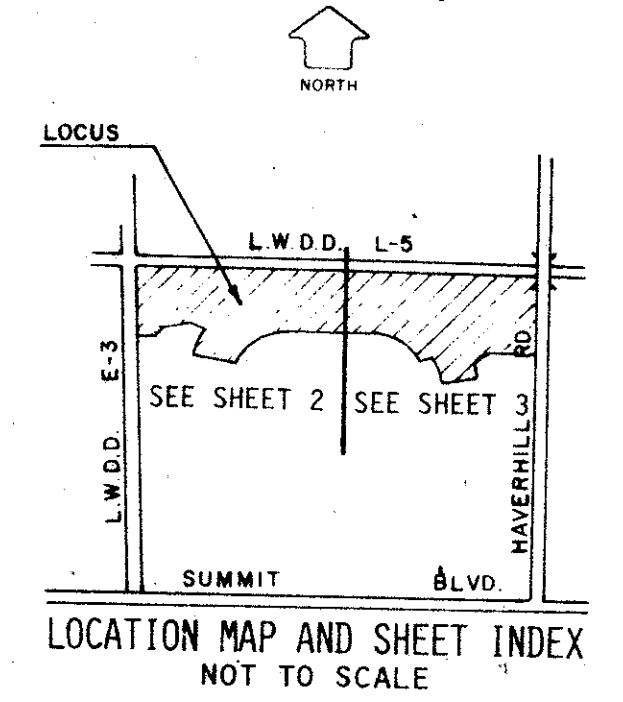 NORTH
LOCUS
L.W.D.D. L-5
L.W.D.D. E-3
HAVERHILL RD.
SEE SHEET 2
SEE SHEET 3
SUMMIT BLVD.
LOCATION MAP AND SHEET INDEX
NOT TO SCALE